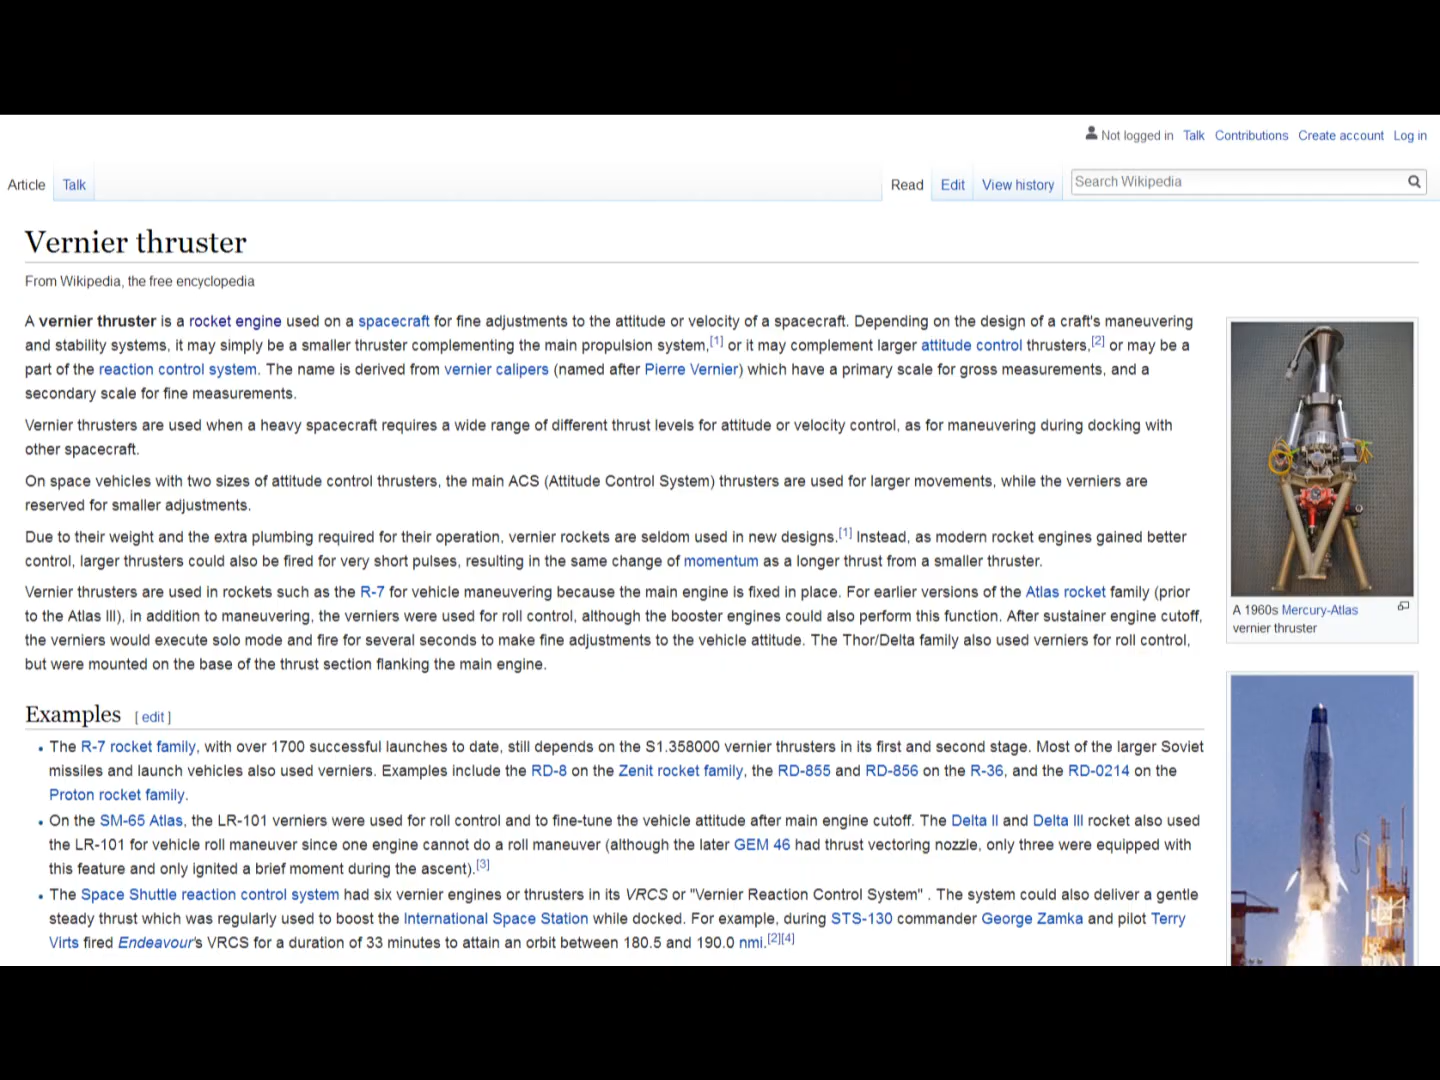 Not logged in Talk Contributions Create account Log in
Article Talk Read Edit View history Search Wikipedia
Vernier thruster
From Wikipedia, the free encyclopedia
A vernier thruster is a rocket engine used on a spacecraft for fine adjustments to the attitude or velocity of a spacecraft. Depending on the design of a craft's maneuvering
and stability systems, it may simply be a smaller thruster complementing the main propulsion system,[1] or it may complement larger attitude control thrusters,[2] or may be a
part of the reaction control system. The name is derived from vernier calipers (named after Pierre Vernier) which have a primary scale for gross measurements, and a
secondary scale for fine measurements.
Vernier thrusters are used when a heavy spacecraft requires a wide range of different thrust levels for attitude or velocity control, as for maneuvering during docking with
other spacecraft.
On space vehicles with two sizes of attitude control thrusters, the main ACS (Attitude Control System) thrusters are used for larger movements, while the verniers are
reserved for smaller adjustments.
Due to their weight and the extra plumbing required for their operation, vernier rockets are seldom used in new designs.[1] Instead, as modern rocket engines gained better
control, larger thrusters could also be fired for very short pulses, resulting in the same change of momentum as a longer thrust from a smaller thruster.
Vernier thrusters are used in rockets such as the R-7 for vehicle maneuvering because the main engine is fixed in place. For earlier versions of the Atlas rocket family (prior
to the Atlas III), in addition to maneuvering, the verniers were used for roll control, although the booster engines could also perform this function. After sustainer engine cutoff,
the verniers would execute solo mode and fire for several seconds to make fine adjustments to the vehicle attitude. The Thor/Delta family also used verniers for roll control,
but were mounted on the base of the thrust section flanking the main engine.
A 1960s Mercury-Atlas
vernier thruster
Examples [ edit ]
• The R-7 rocket family, with over 1700 successful launches to date, still depends on the S1.358000 vernier thrusters in its first and second stage. Most of the larger Soviet
missiles and launch vehicles also used verniers. Examples include the RD-8 on the Zenit rocket family, the RD-855 and RD-856 on the R-36, and the RD-0214 on the
Proton rocket family.
• On the SM-65 Atlas, the LR-101 verniers were used for roll control and to fine-tune the vehicle attitude after main engine cutoff. The Delta II and Delta III rocket also used
the LR-101 for vehicle roll maneuver since one engine cannot do a roll maneuver (although the later GEM 46 had thrust vectoring nozzle, only three were equipped with
this feature and only ignited a brief moment during the ascent).[3]
• The Space Shuttle reaction control system had six vernier engines or thrusters in its VRCS or "Vernier Reaction Control System" . The system could also deliver a gentle
steady thrust which was regularly used to boost the International Space Station while docked. For example, during STS-130 commander George Zamka and pilot Terry
Virts fired Endeavour's VRCS for a duration of 33 minutes to attain an orbit between 180.5 and 190.0 nmi.[2][4]